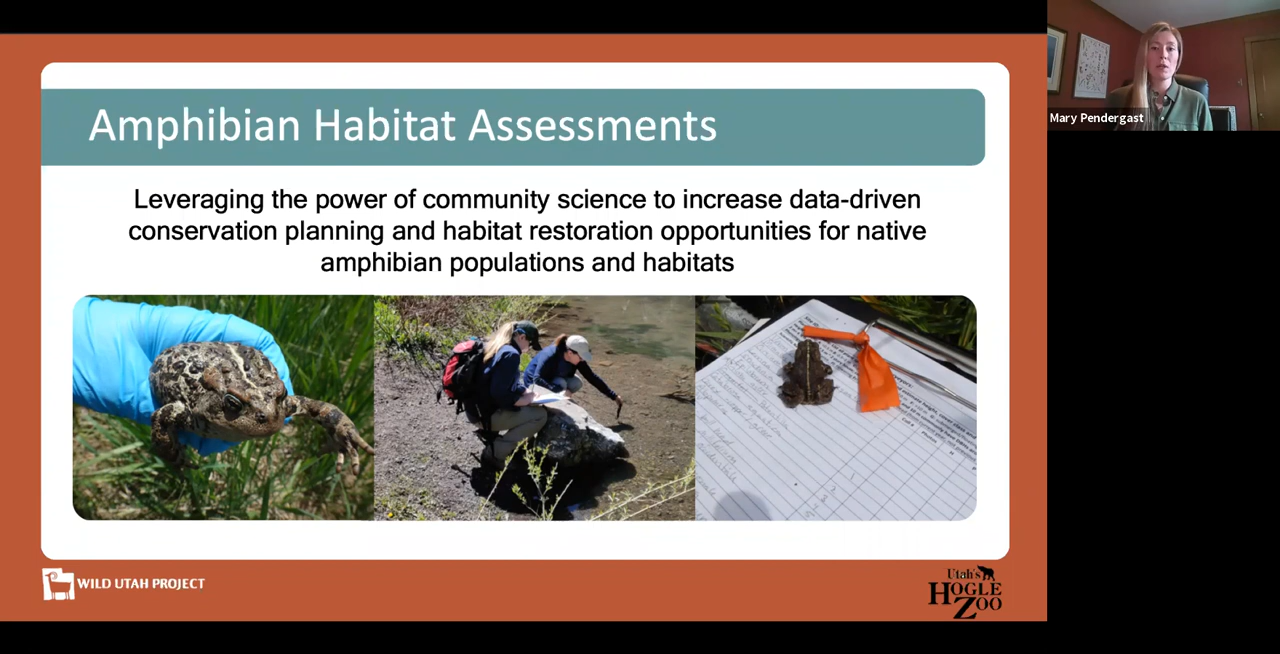 Amphibian Habitat Assessments
Leveraging the power of community science to increase data-driven
conservation planning and habitat restoration opportunities for native
amphibian populations and habitats
Mary Pendergast
WILD UTAH PROJECT
Utah's
HOGLE
ZOO